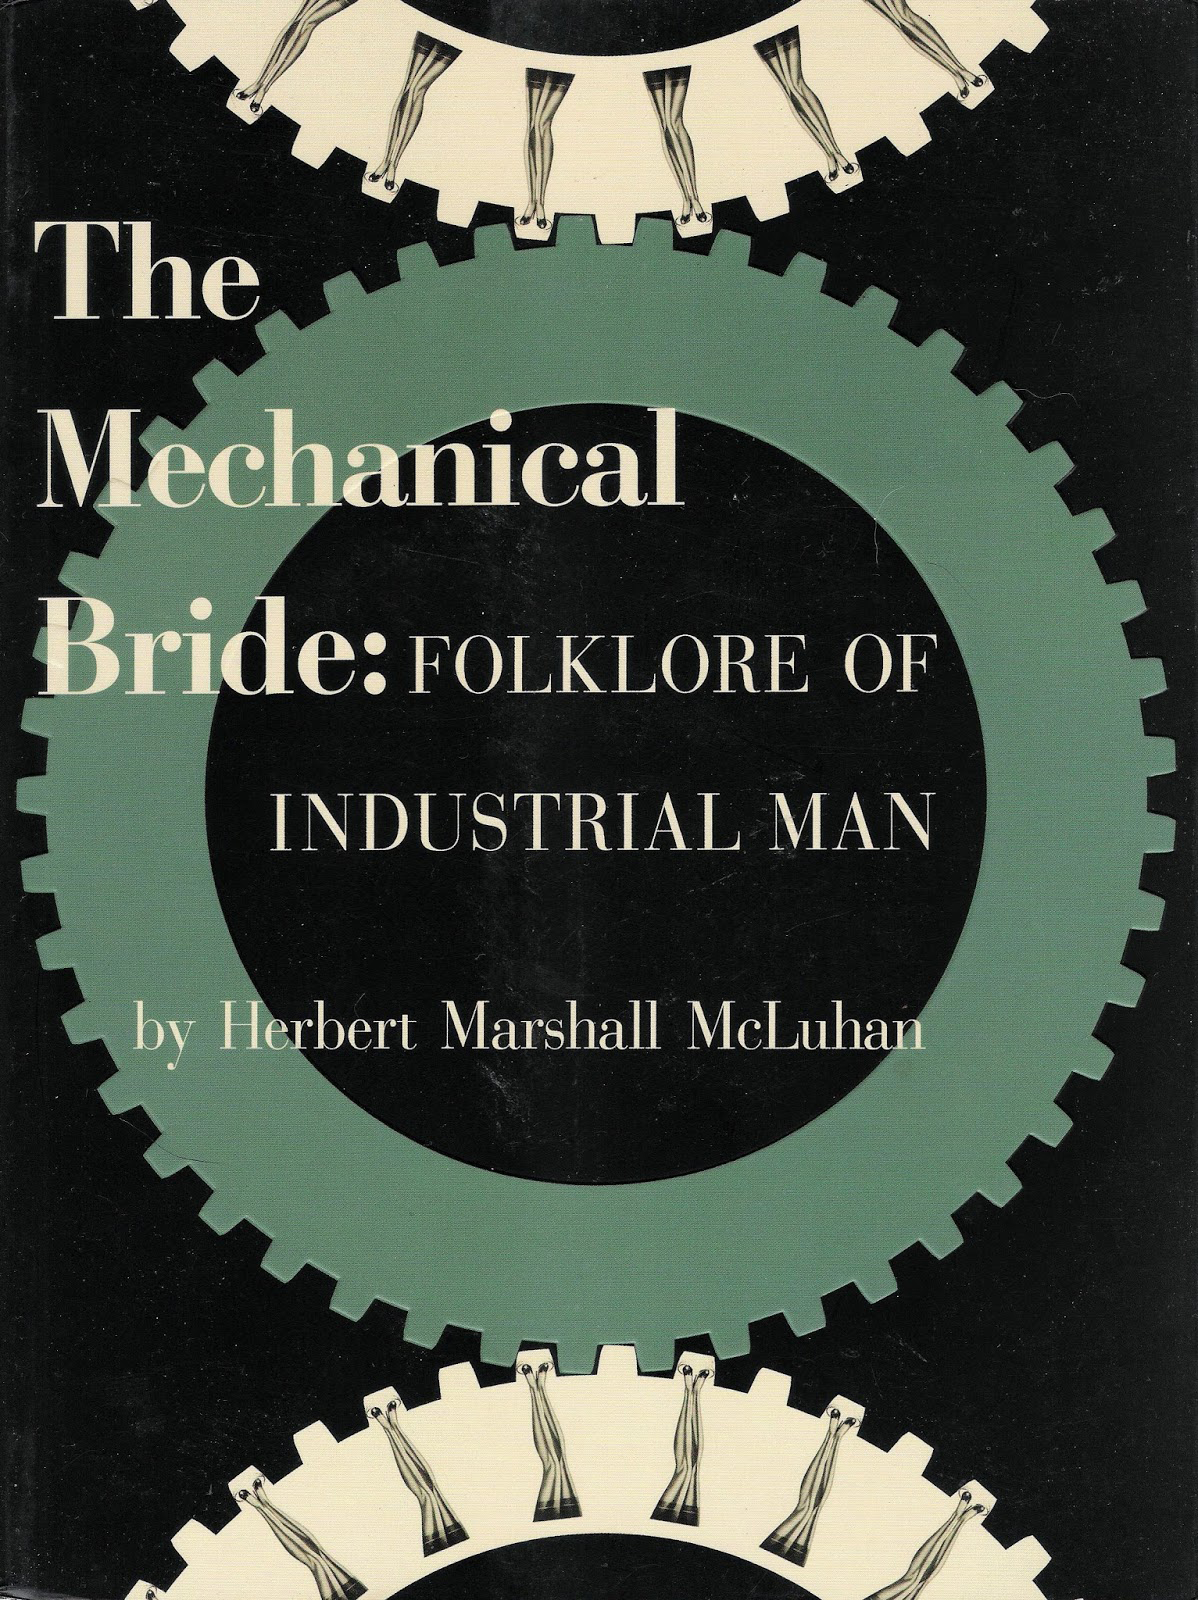 The
Mechanical
Bride: FOLKLORE OF
INDUSTRIAL MAN
by Herbert Marshall McLuhan